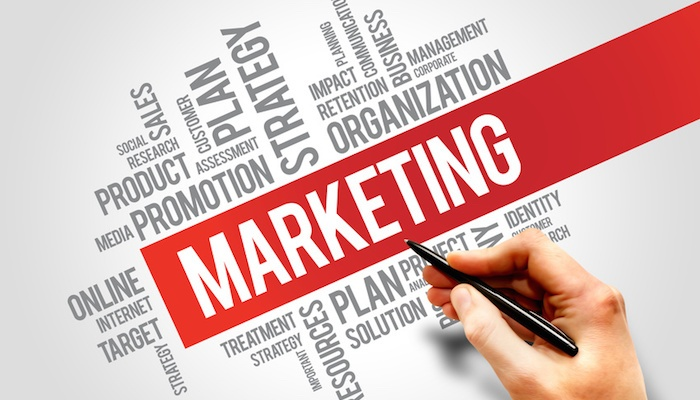 COMMUNICATION
PLANNING
BUSINESS
MANAGEMENT
CORPORATE
IMPACT
RETENTION
ORGANIZATION
STRATEGY
PLAN
CUSTOMER
SALES
SOCIAL
RESEARCH
PRODUCT
ASSESSMENT
PROMOTION
MEDIA
MARKETING
ONLINE
INTERNET
TARGET
STRATEGY
TREATMENT
STRATEGY
IMPORTANT
RESOURCES
PLAN
SOLUTION
PROJECT
IDENTITY